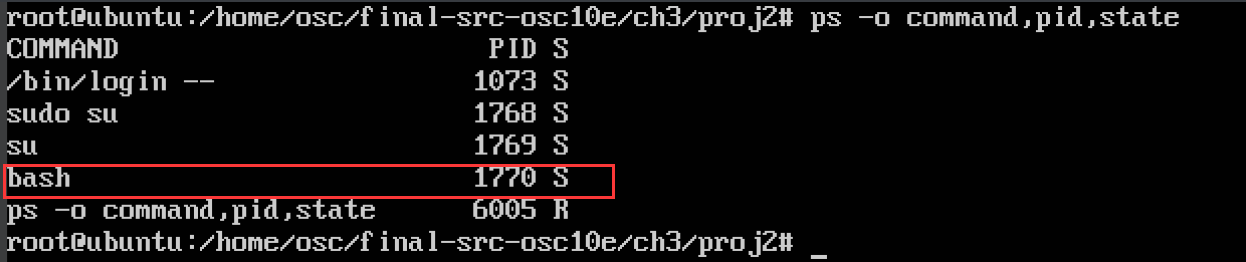 root@ubuntu:/home/osc/final-src-osc10e/ch3/proj2# ps -o command,pid,state
COMMAND                        PID S
/bin/login --                 1073 S
sudo su                       1768 S
su                            1769 S
bash                          1770 S
ps -o command,pid,state       6005 R
root@ubuntu:/home/osc/final-src-osc10e/ch3/proj2# _